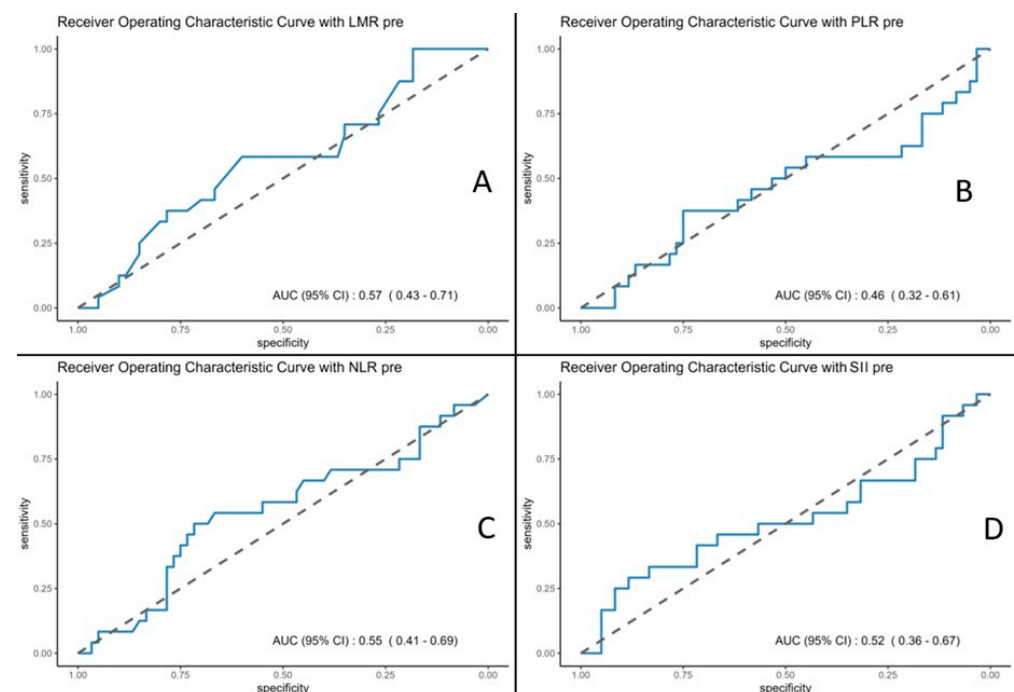 Receiver Operating Characteristic Curve with LMR pre
1.00
0.75
0.50
0.25
0.00
sensitivity
A
AUC (95% CI) : 0.57 ( 0.43 - 0.71)
1.00 0.75 0.50 0.25 0.00
specificity
Receiver Operating Characteristic Curve with PLR pre
1.00
0.75
0.50
0.25
0.00
sensitivity
B
AUC (95% CI) : 0.46 ( 0.32 - 0.61)
1.00 0.75 0.50 0.25 0.00
specificity
Receiver Operating Characteristic Curve with NLR pre
1.00
0.75
0.50
0.25
0.00
sensitivity
C
AUC (95% CI) : 0.55 ( 0.41 - 0.69)
1.00 0.75 0.50 0.25 0.00
specificity
Receiver Operating Characteristic Curve with SII pre
1.00
0.75
0.50
0.25
0.00
sensitivity
D
AUC (95% CI) : 0.52 ( 0.36 - 0.67)
1.00 0.75 0.50 0.25 0.00
specificity